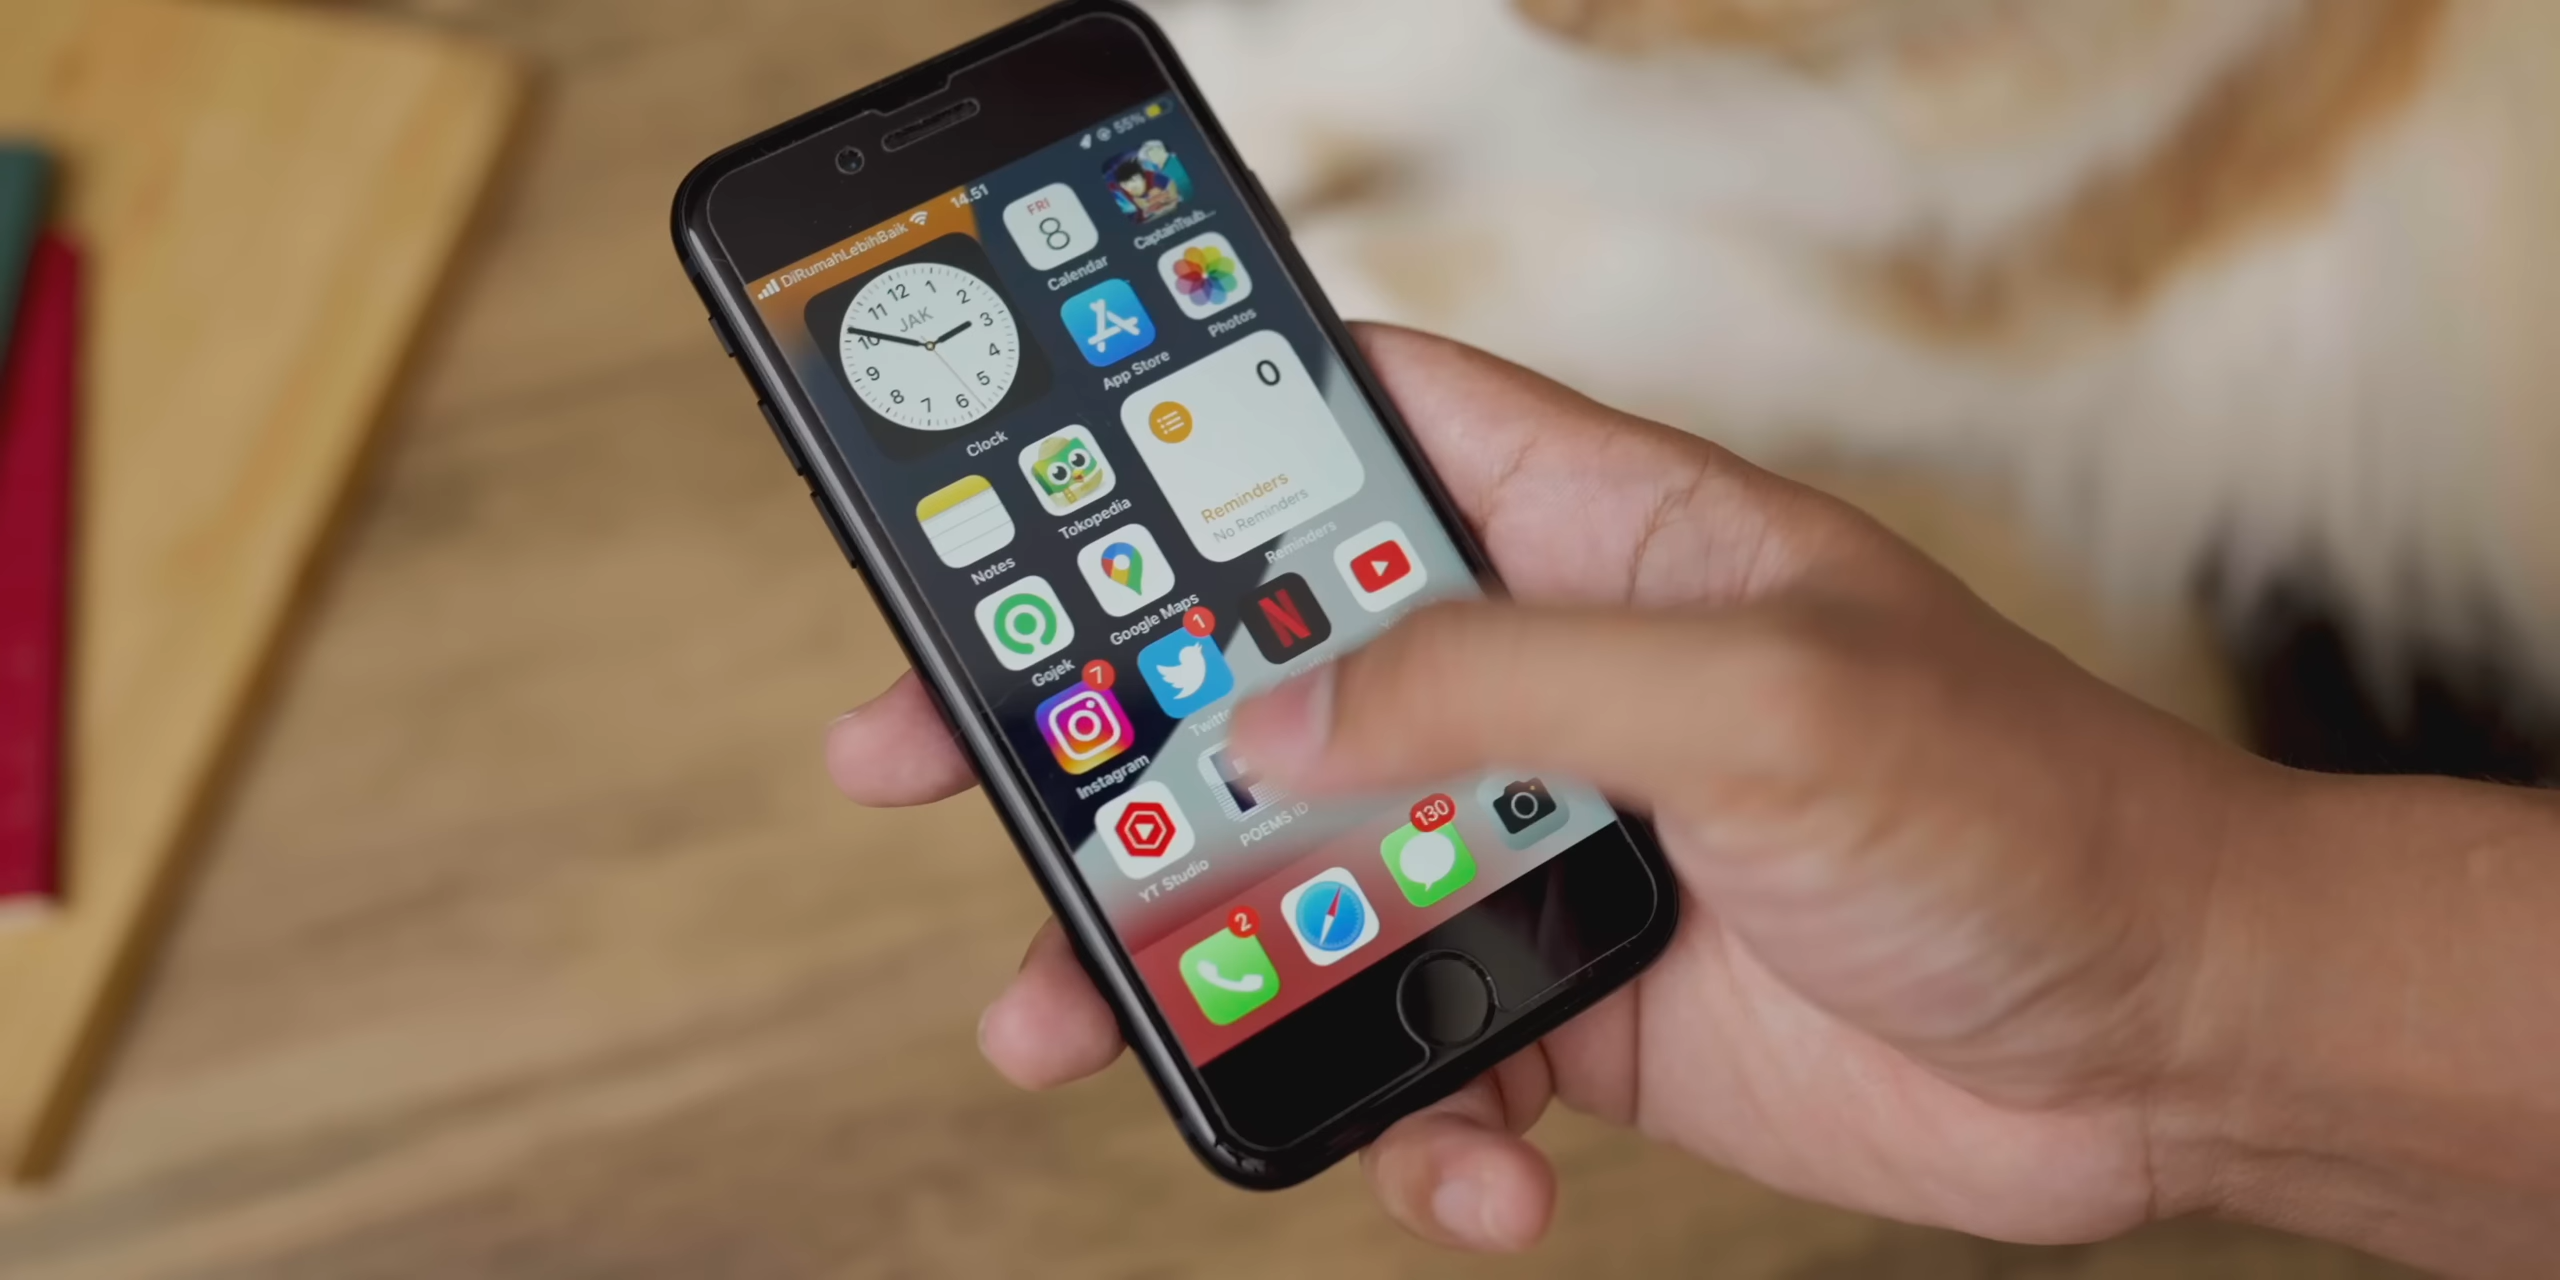 DiRumahLebihBaik 14.51 55%
JAK
12
1
2
3
4
5
6
7
8
9
10
11
Clock
FRI
8
Calendar
CaptainTsub...
App Store
Photos
Notes
Tokopedia
0
Reminders
No Reminders
Reminders
Gojek
Google Maps
7
Instagram
1
N
YT Studio
POEMS ID
2
130